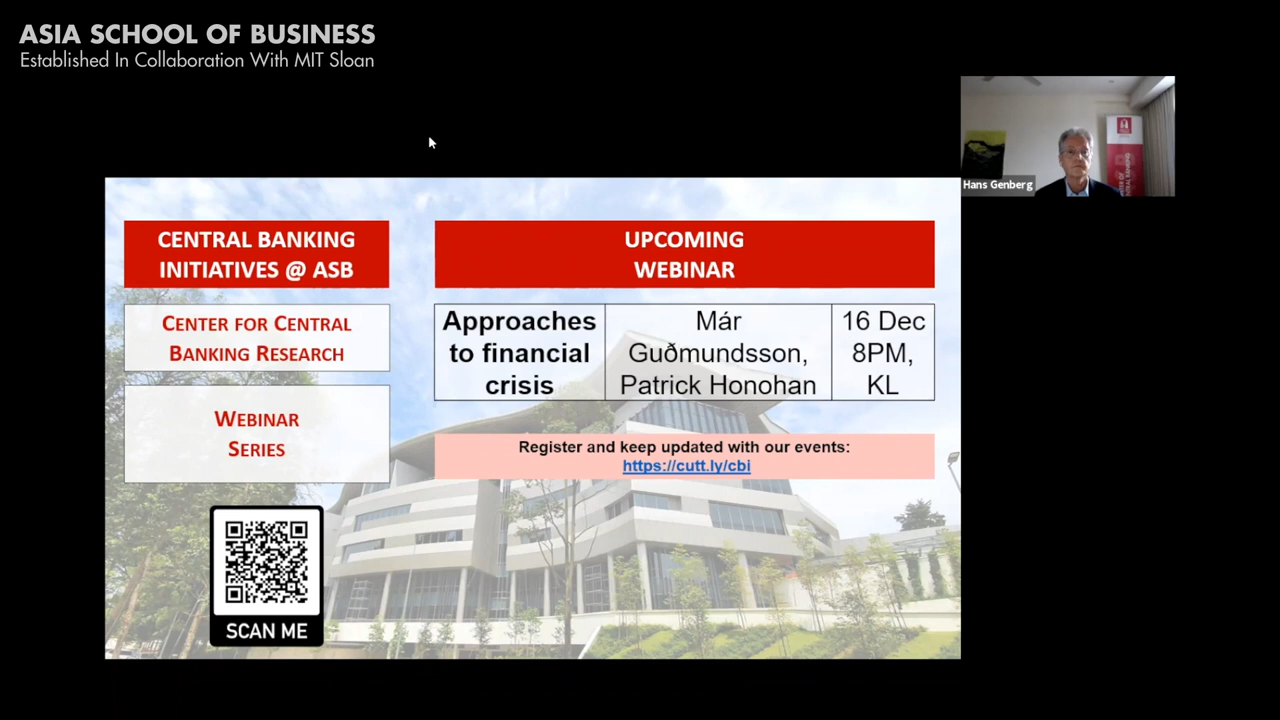 ASIA SCHOOL OF BUSINESS
Established In Collaboration With MIT Sloan
Hans Genberg
CENTRAL BANKING
INITIATIVES @ ASB
CENTER FOR CENTRAL
BANKING RESEARCH
WEBINAR
SERIES
SCAN ME
UPCOMING
WEBINAR
Approaches
to financial
crisis
Már
Guðmundsson,
Patrick Honohan
16 Dec
8PM,
KL
Register and keep updated with our events:
https://cutt.ly/cbi